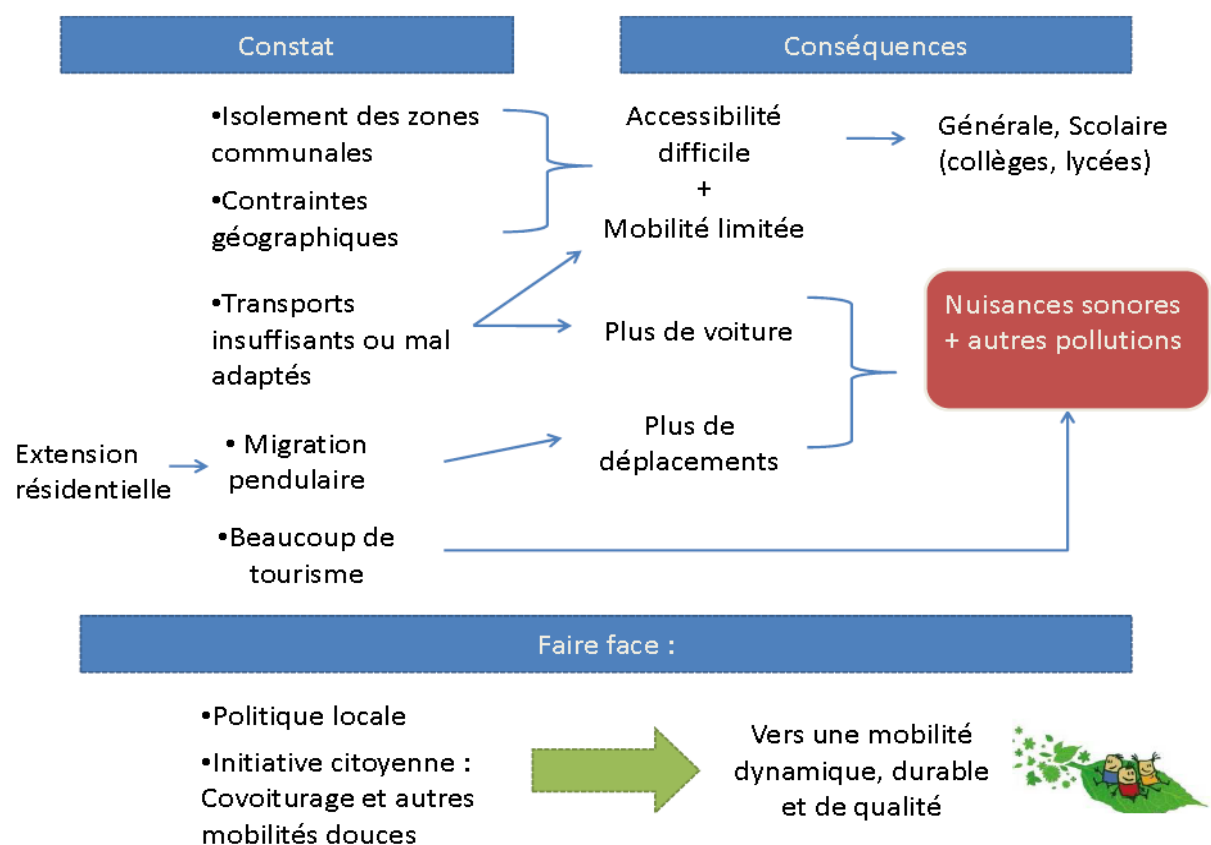 Constat
Conséquences
•Isolement des zones
communales
•Contraintes
géographiques
•Transports
insuffisants ou mal
adaptés
Extension
résidentielle
• Migration
pendulaire
•Beaucoup de
tourisme
Accessibilité
difficile
+
Mobilité limitée
Plus de voiture
Plus de
déplacements
Générale, Scolaire
(collèges, lycées)
Nuisances sonores
+ autres pollutions
Faire face :
•Politique locale
•Initiative citoyenne :
Covoiturage et autres
mobilités douces
Vers une mobilité
dynamique, durable
et de qualité